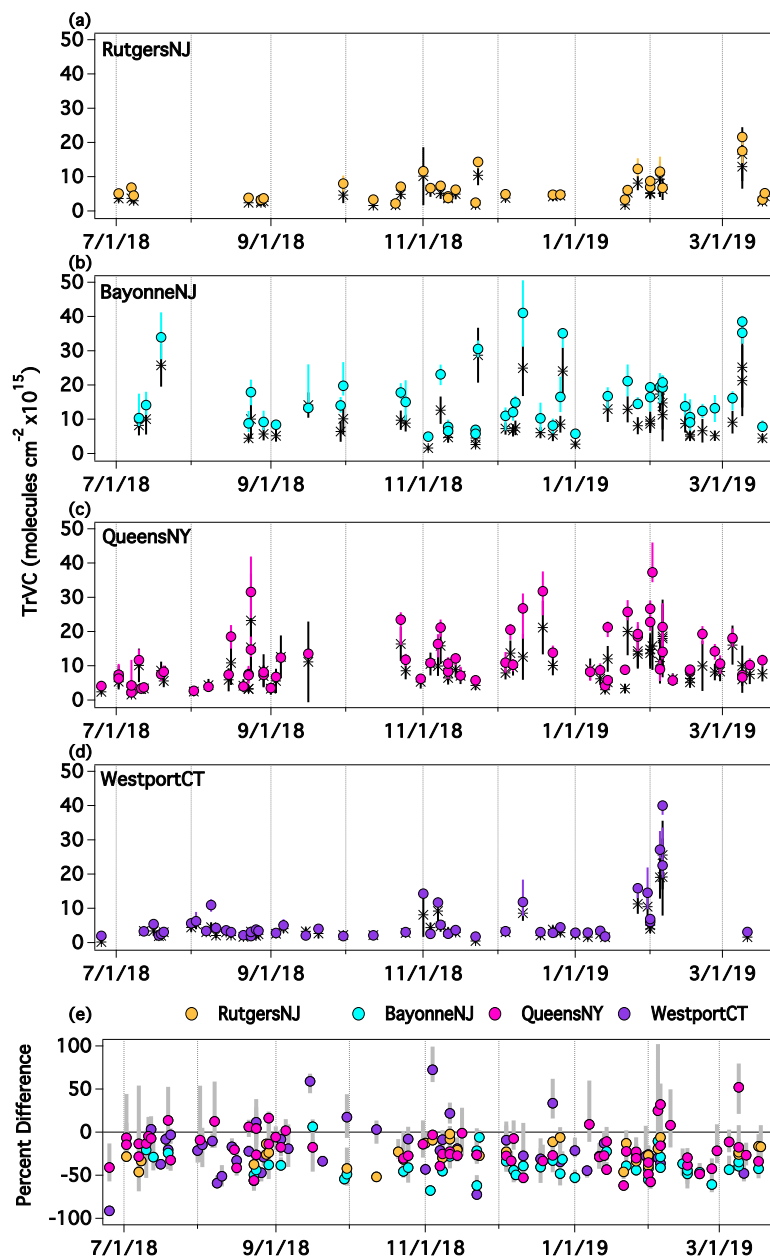 (a)
RutgersNJ
50
40
30
20
10
0
7/1/18 9/1/18 11/1/18 1/1/19 3/1/19
(b)
BayonneNJ
50
40
30
20
10
0
7/1/18 9/1/18 11/1/18 1/1/19 3/1/19
TrVC (molecules cm⁻² x10¹⁵)
(c)
QueensNY
50
40
30
20
10
0
7/1/18 9/1/18 11/1/18 1/1/19 3/1/19
(d)
WestportCT
50
40
30
20
10
0
7/1/18 9/1/18 11/1/18 1/1/19 3/1/19
(e) RutgersNJ BayonneNJ QueensNY WestportCT
Percent Difference
100
50
0
-50
-100
7/1/18 9/1/18 11/1/18 1/1/19 3/1/19